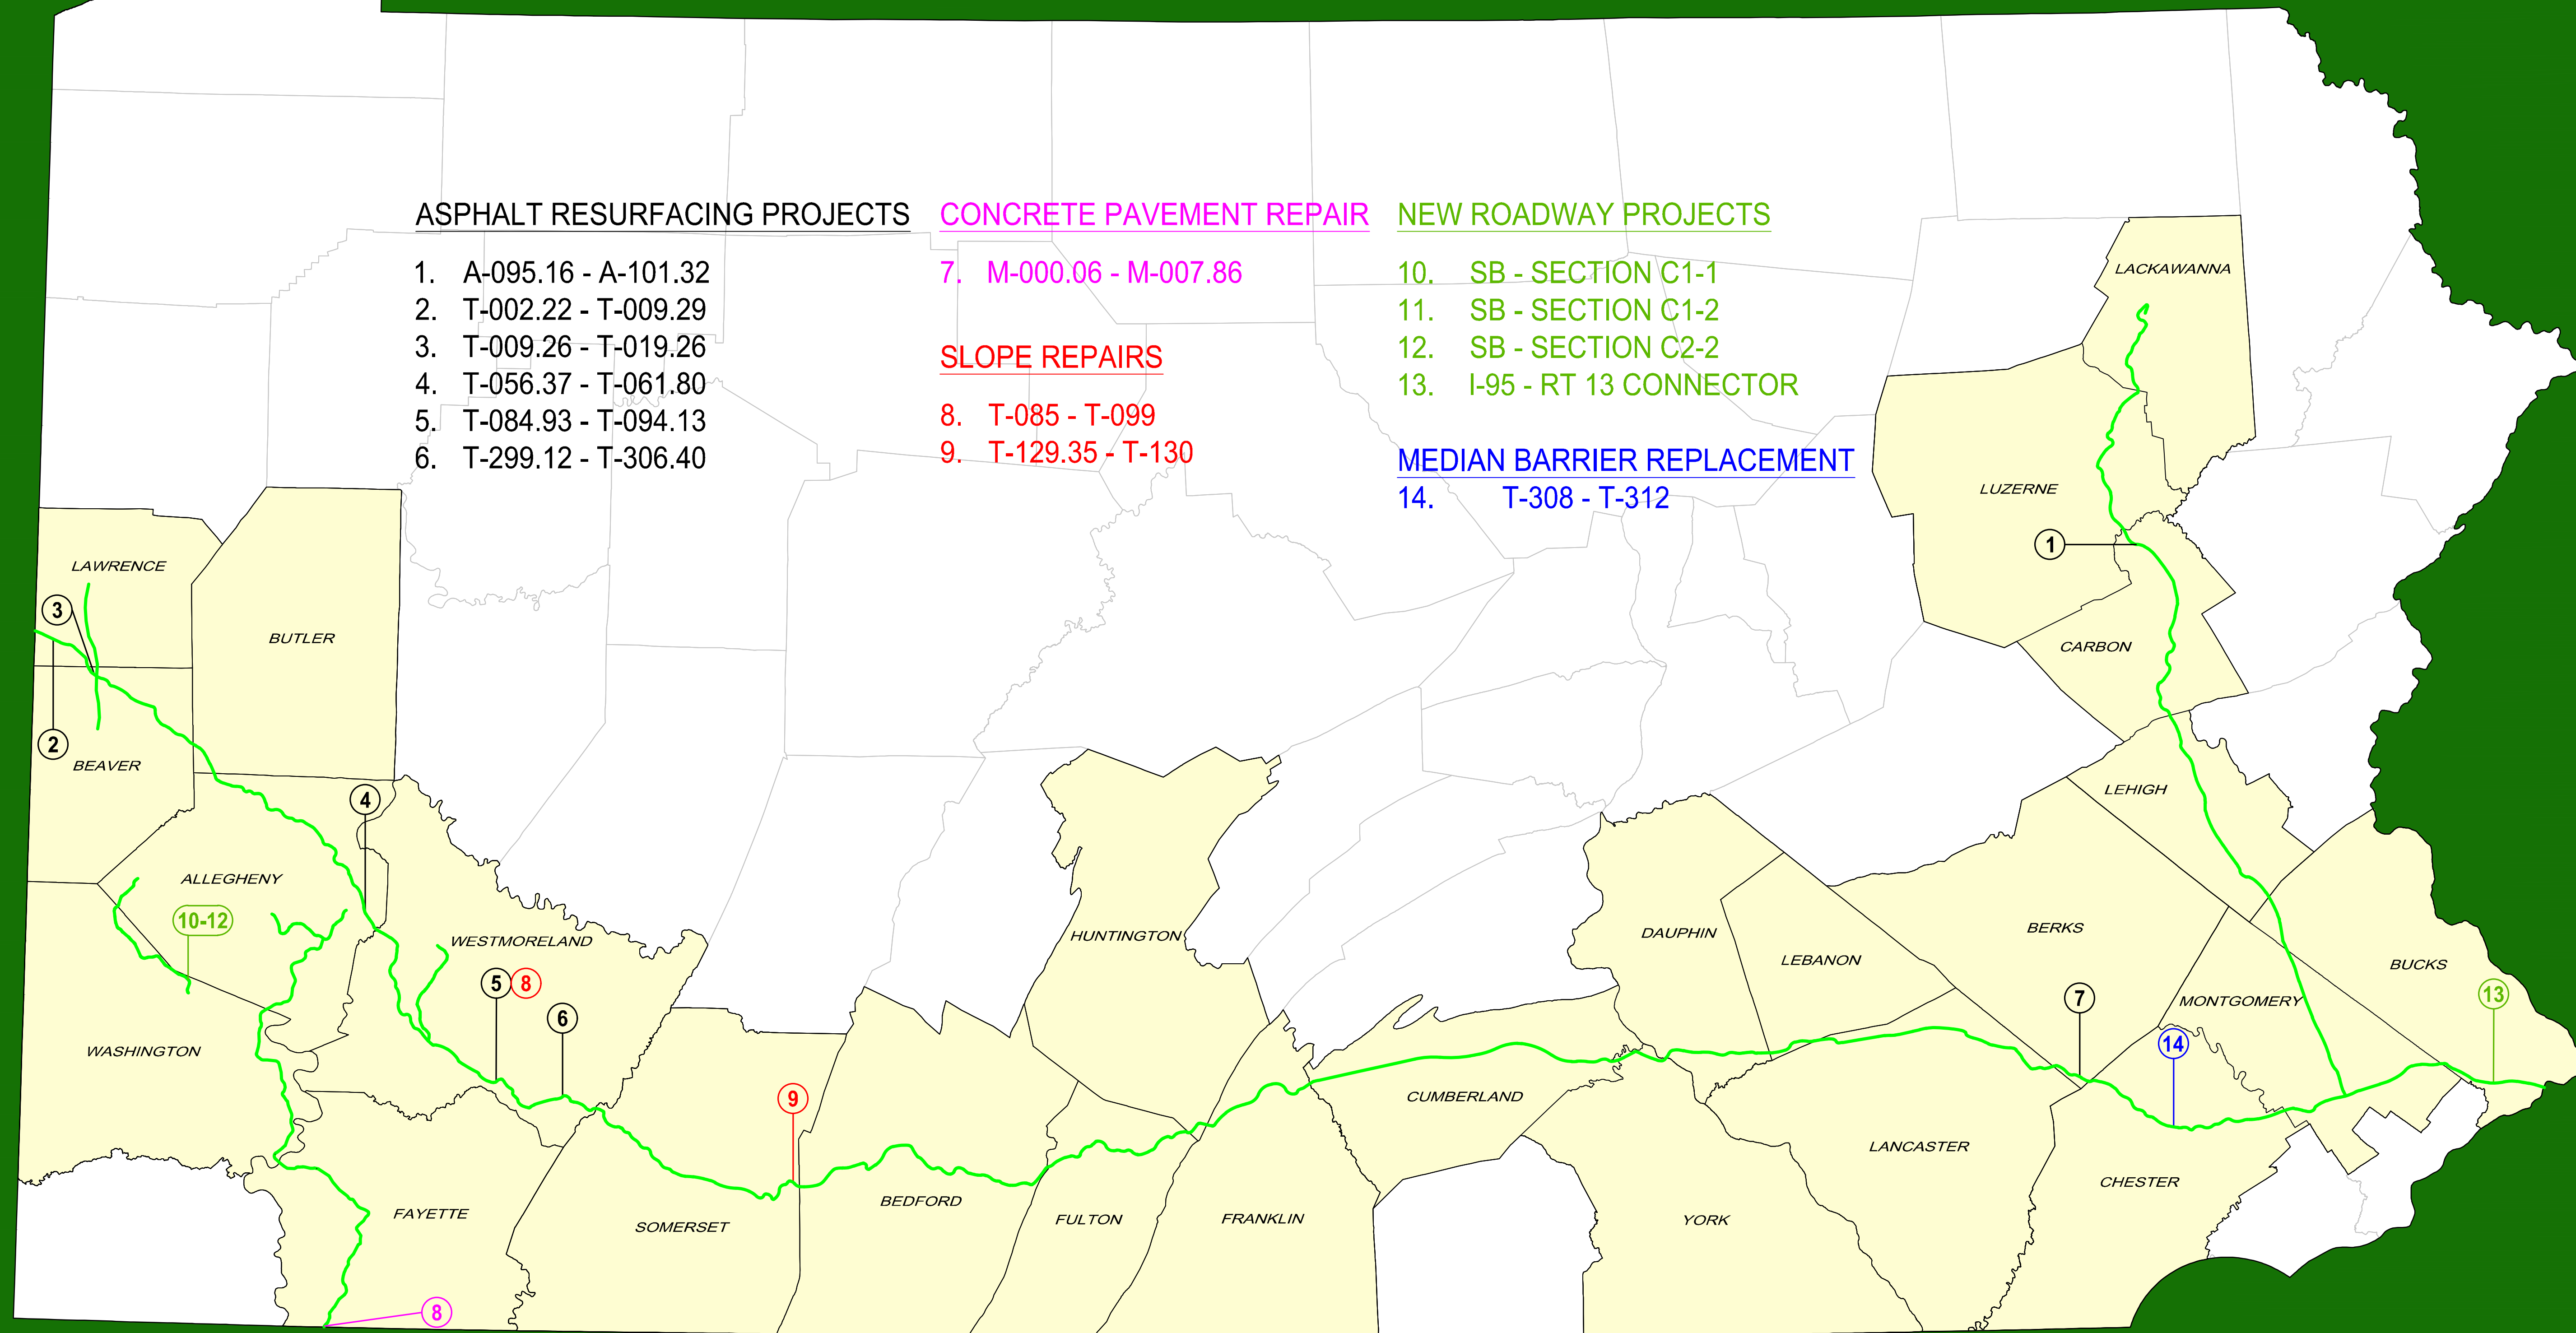 ASPHALT RESURFACING PROJECTS
1. A-095.16 - A-101.32
2. T-002.22 - T-009.29
3. T-009.26 - T-019.26
4. T-056.37 - T-061.80
5. T-084.93 - T-094.13
6. T-299.12 - T-306.40
CONCRETE PAVEMENT REPAIR
7. M-000.06 - M-007.86
SLOPE REPAIRS
8. T-085 - T-099
9. T-129.35 - T-130
NEW ROADWAY PROJECTS
10. SB - SECTION C1-1
11. SB - SECTION C1-2
12. SB - SECTION C2-2
13. I-95 - RT 13 CONNECTOR
MEDIAN BARRIER REPLACEMENT
14. T-308 - T-312
LACKAWANNA
LUZERNE
1
CARBON
LAWRENCE
3
BUTLER
2
BEAVER
4
LEHIGH
ALLEGHENY
10-12
WESTMORELAND
5
8
6
HUNTINGTON
DAUPHIN
LEBANON
BERKS
BUCKS
13
7
MONTGOMERY
14
WASHINGTON
9
CUMBERLAND
LANCASTER
CHESTER
FAYETTE
SOMERSET
BEDFORD
FULTON
FRANKLIN
YORK
8